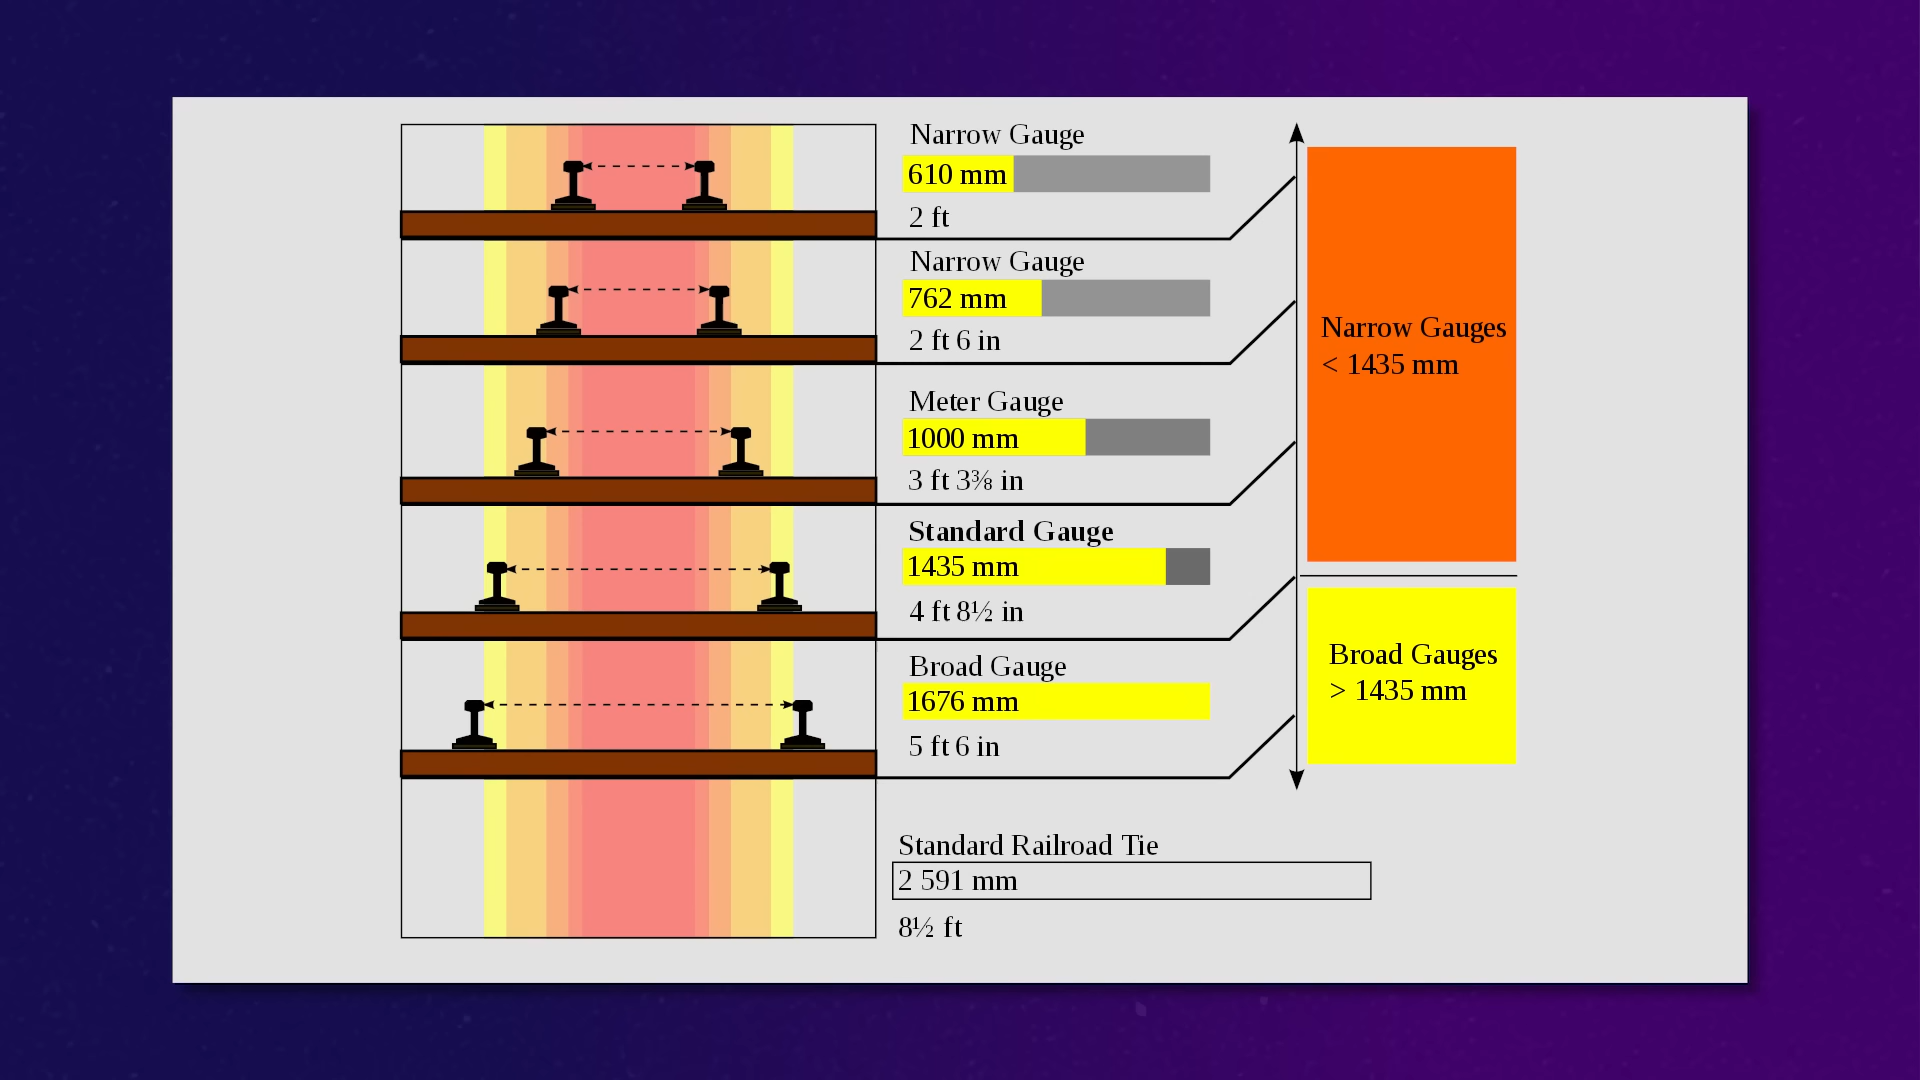 Narrow Gauge
610 mm
2 ft
Narrow Gauge
762 mm
2 ft 6 in
Meter Gauge
1000 mm
3 ft 3⅜ in
Standard Gauge
1435 mm
4 ft 8½ in
Broad Gauge
1676 mm
5 ft 6 in
Narrow Gauges
< 1435 mm
Broad Gauges
> 1435 mm
Standard Railroad Tie
2 591 mm
8½ ft